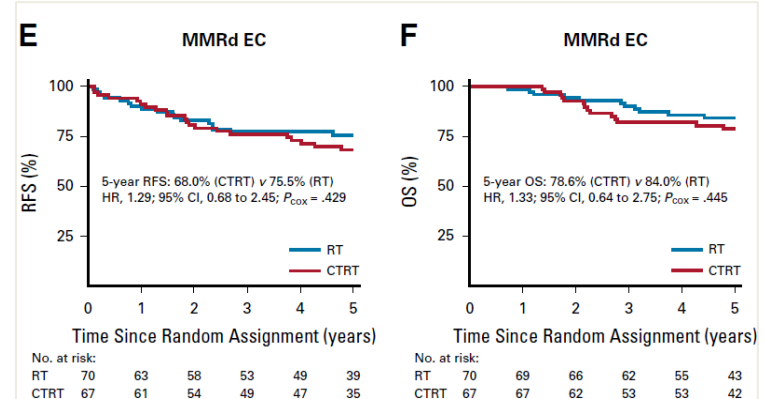 E
MMRd EC
RFS (%)
100
75
50
25
5-year RFS: 68.0% (CTRT) v 75.5% (RT)
HR, 1.29; 95% CI, 0.68 to 2.45; Pcox = .429
RT
CTRT
0 1 2 3 4 5
Time Since Random Assignment (years)
No. at risk:
RT 70 63 58 53 49 39
CTRT 67 61 54 49 47 35
F
MMRd EC
OS (%)
100
75
50
25
5-year OS: 78.6% (CTRT) v 84.0% (RT)
HR, 1.33; 95% CI, 0.64 to 2.75; Pcox = .445
RT
CTRT
0 1 2 3 4 5
Time Since Random Assignment (years)
No. at risk:
RT 70 69 66 62 55 43
CTRT 67 67 62 53 53 42